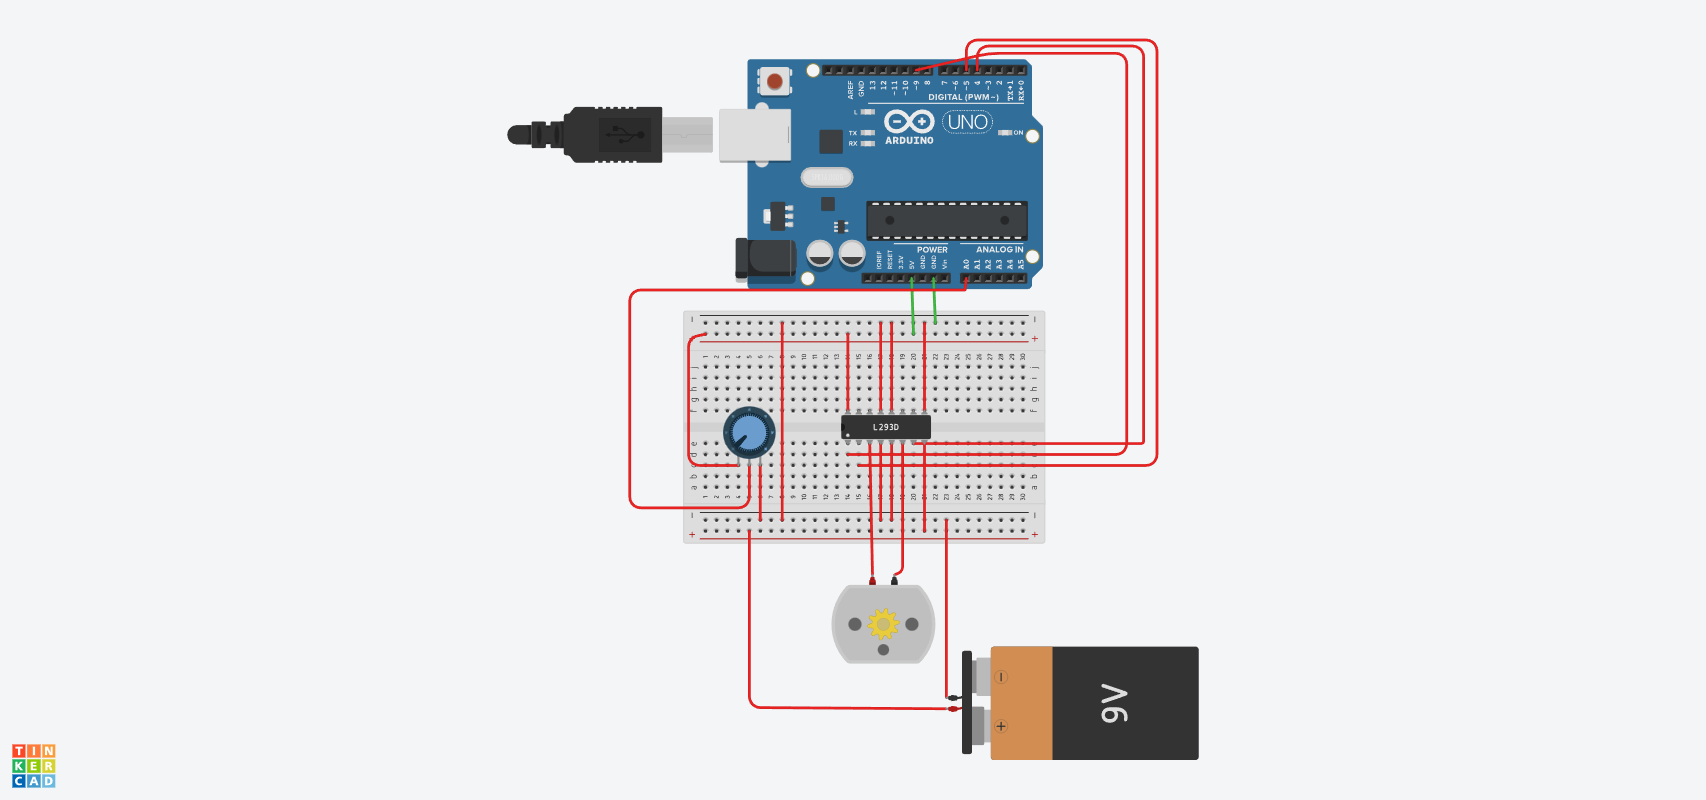 AREF
GND
13
12
~11
~10
~9
8
7
~6
~5
4
~3
2
TX→1
RX←0
DIGITAL (PWM~)
L
TX
RX
UNO
ARDUINO
ON
POWER
ANALOG IN
IOREF
RESET
3.3V
5V
GND
GND
Vin
A0
A1
A2
A3
A4
A5
L293D
9V
TIN
KER
CAD